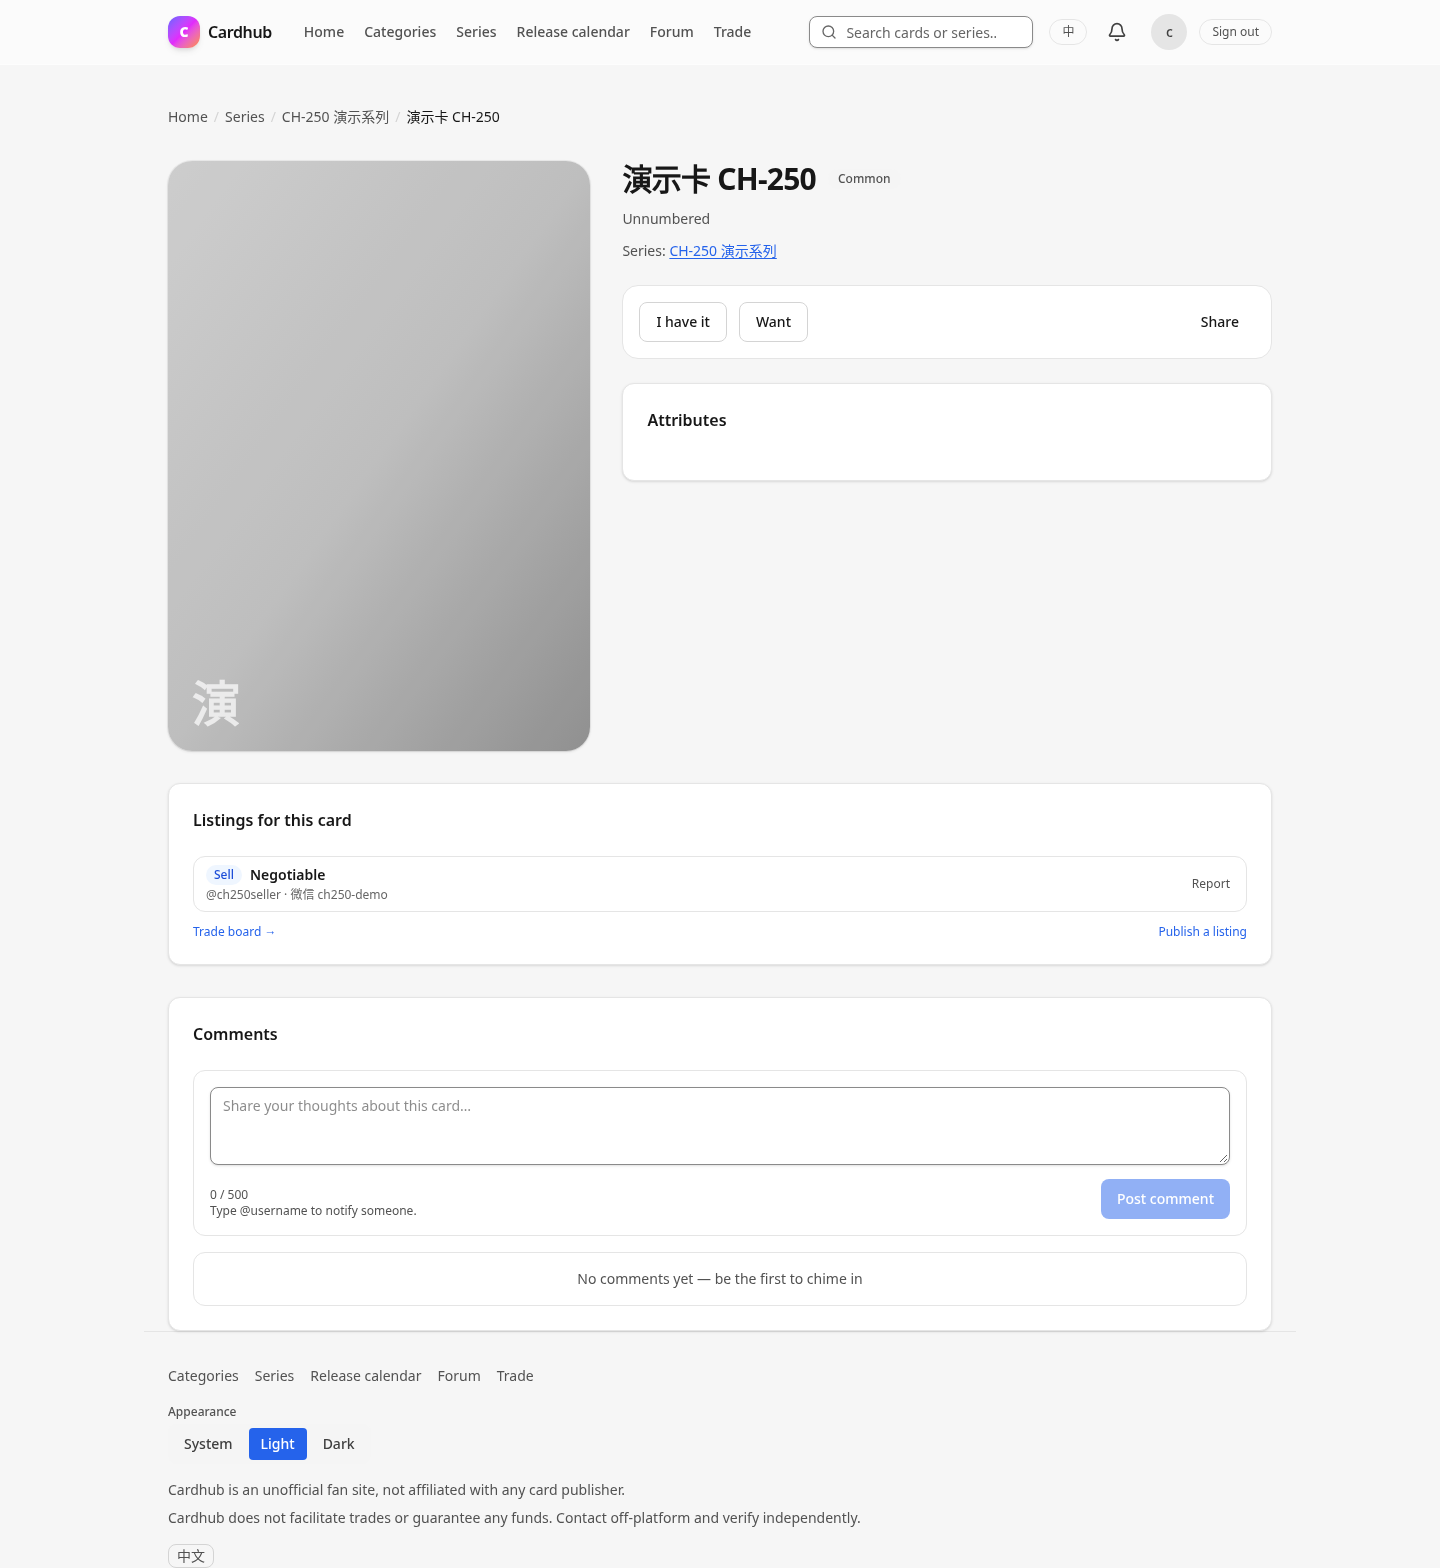 C Cardhub Home Categories Series Release calendar Forum Trade Search cards or series.. 中 C Sign out
Home / Series / CH-250 演示系列 / 演示卡 CH-250
演
演示卡 CH-250 Common
Unnumbered
Series: CH-250 演示系列
I have it Want Share
Attributes
Listings for this card
Sell Negotiable
@ch250seller · 微信 ch250-demo
Report
Trade board → Publish a listing
Comments
Share your thoughts about this card…
0 / 500
Type @username to notify someone.
Post comment
No comments yet — be the first to chime in
Categories Series Release calendar Forum Trade
Appearance
System Light Dark
Cardhub is an unofficial fan site, not affiliated with any card publisher.
Cardhub does not facilitate trades or guarantee any funds. Contact off-platform and verify independently.
中文